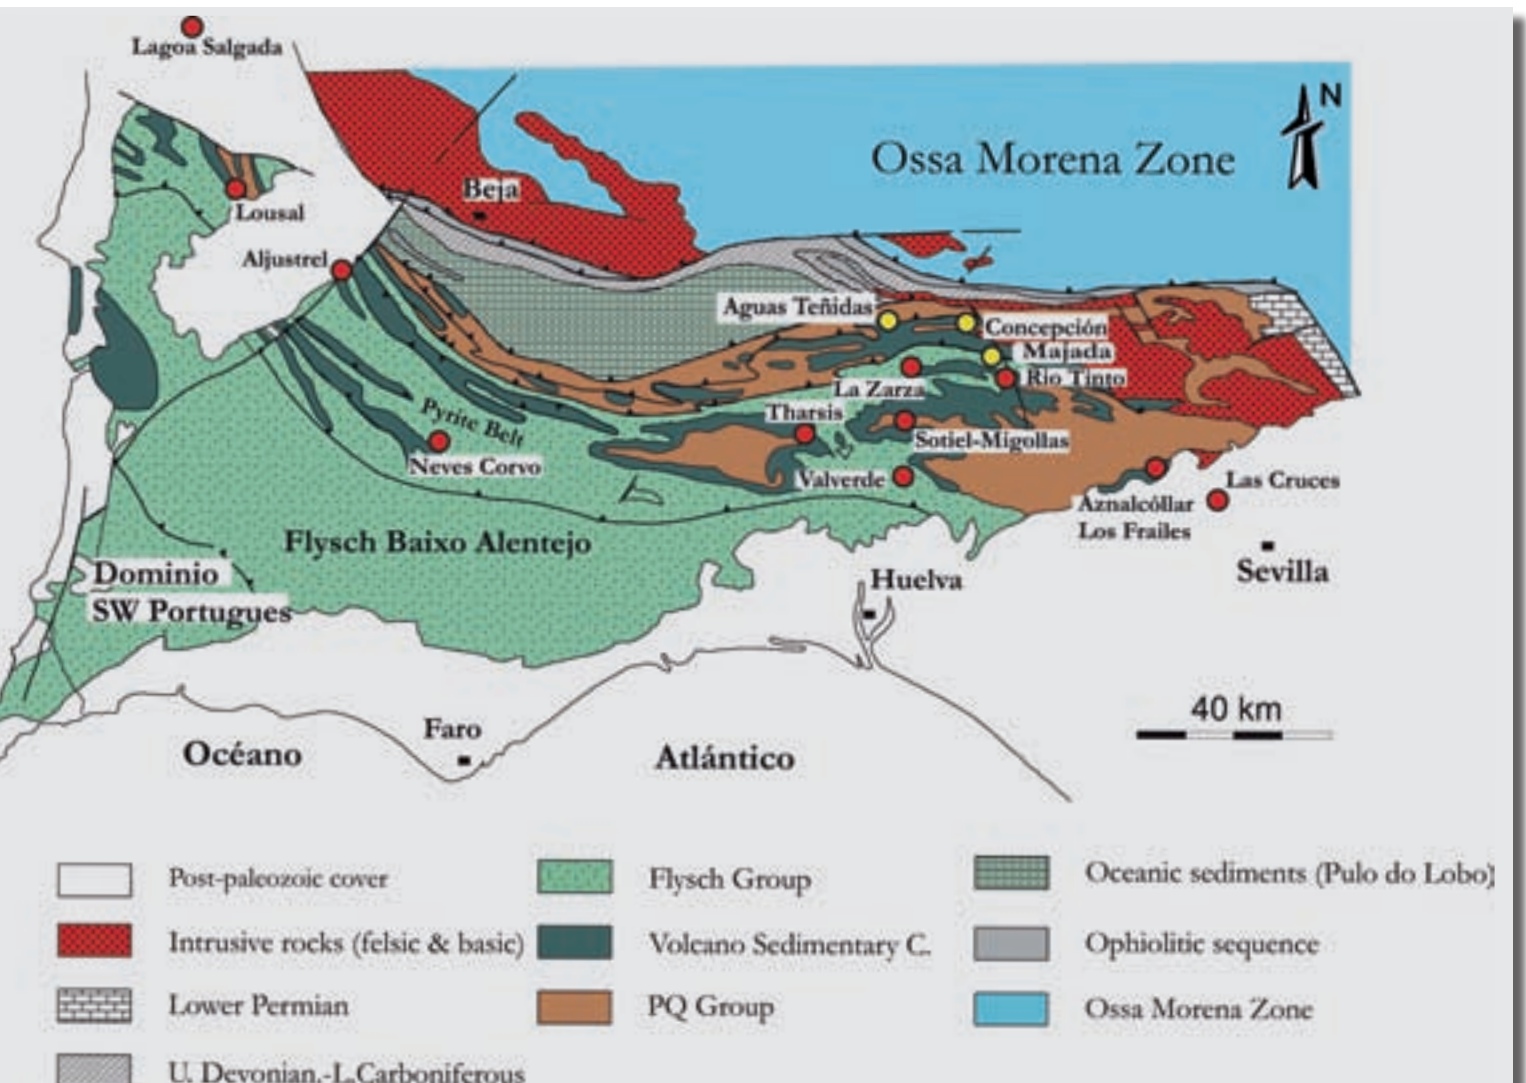 Lagoa Salgada
N
Ossa Morena Zone
Beja
Lousal
Aljustrel
Aguas Teñidas
Concepción
Majada
Rio Tinto
La Zarza
Tharsis
Pyrite Belt
Sotiel-Migollas
Neves Corvo
Valverde
Las Cruces
Aznalcóllar
Los Frailes
Flysch Baixo Alentejo
Sevilla
Dominio
SW Portugues
Huelva
40 km
Faro
Océano
Atlántico
Post-paleozoic cover
Flysch Group
Oceanic sediments (Pulo do Lobo)
Intrusive rocks (felsic & basic)
Volcano Sedimentary C.
Ophiolitic sequence
Lower Permian
PQ Group
Ossa Morena Zone
U. Devonian.-L.Carboniferous